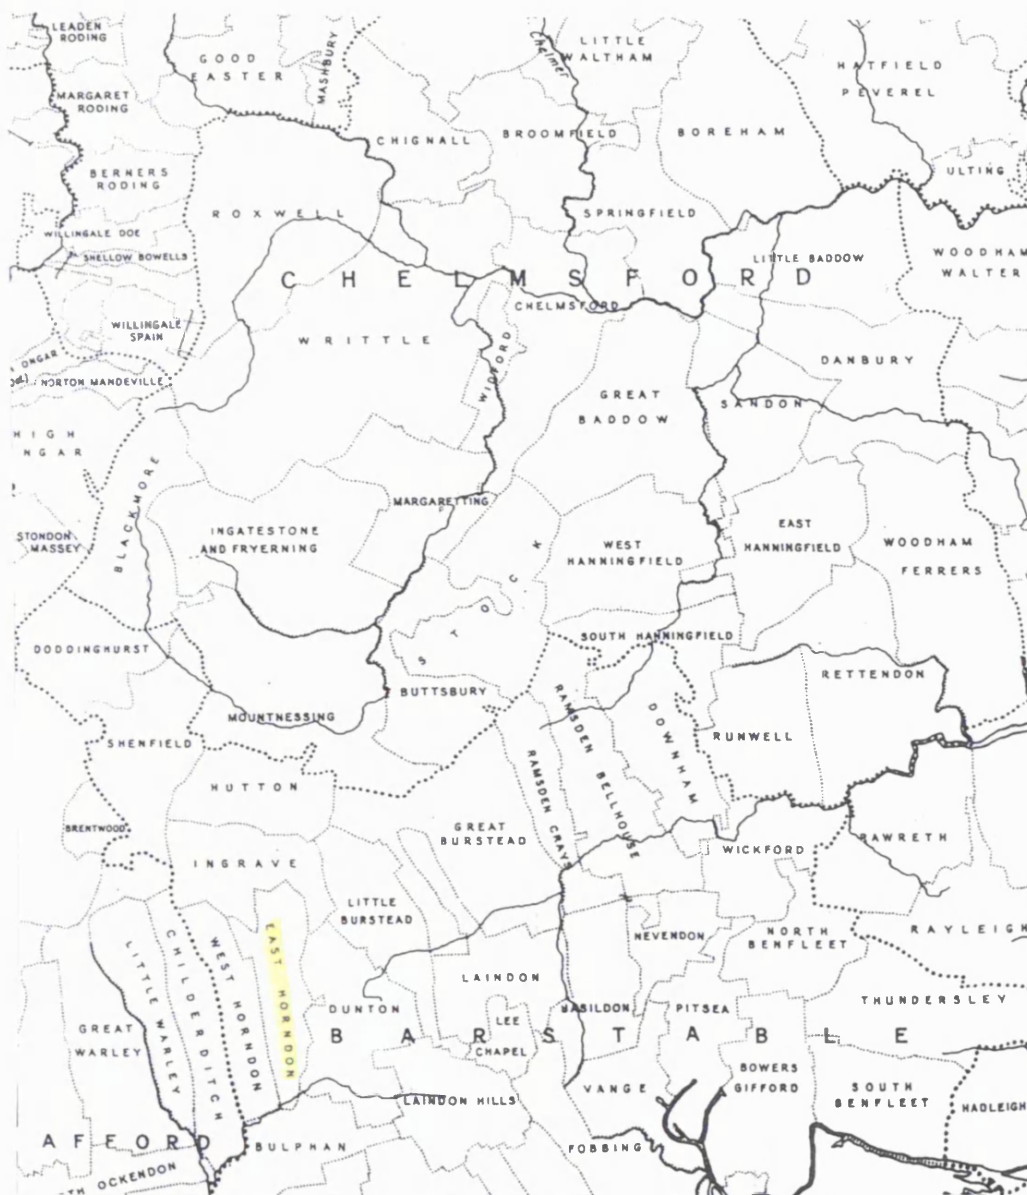 LEADEN
RODING
GOOD
EASTER
MASHBURY
Chelmer
LITTLE
WALTHAM
HATFIELD
PEVEREL
MARGARET
RODING
CHIGNALL
BROOMFIELD
BOREHAM
BERNERS
RODING
ULTING
ROXWELL
SPRINGFIELD
WILLINGALE DOE
SHELLOW BOWELLS
LITTLE BADDOW
WOODHAM
WALTER
CHELMSFORD
CHELMSFORD
WILLINGALE
SPAIN
WRITTLE
WIDFORD
DANBURY
ONGAR
NORTON MANDEVILLE
GREAT
BADDOW
SANDON
HIGH
NGAR
BLACKMORE
MARGARETTING
STONDON
MASSEY
INGATESTONE
AND FRYERNING
WEST
HANNINGFIELD
EAST
HANNINGFIELD
WOODHAM
FERRERS
STOCK
DODDINGHURST
SOUTH HANNINGFIELD
BUTTSBURY
RETTENDON
MOUNTNESSING
RAMSDEN BELLHOUSE
DOWNHAM
RUNWELL
SHENFIELD
HUTTON
RAMSDEN CRAYS
BRENTWOOD
GREAT
BURSTEAD
WICKFORD
RAWRETH
INGRAVE
LITTLE
BURSTEAD
NEVENDON
NORTH
BENFLEET
RAYLEIGH
LITTLE WARLEY
CHILDERDITCH
WEST HORNDON
EAST HORNDON
LAINDON
DUNTON
LEE
CHAPEL
BASILDON
PITSEA
THUNDERSLEY
GREAT
WARLEY
BARSTABLE
VANGE
BOWERS
GIFFORD
SOUTH
BENFLEET
HADLEIGH
LAINDON HILLS
AFFORD
BULPHAN
FOBBING
TH OCKENDON